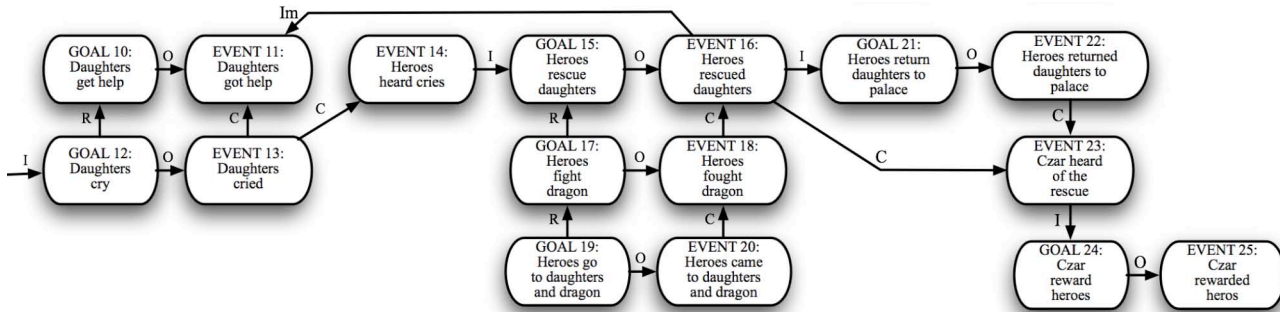 Im
GOAL 10:
Daughters
get help
O
EVENT 11:
Daughters
got help
EVENT 14:
Heroes
heard cries
I
GOAL 15:
Heroes
rescue
daughters
O
EVENT 16:
Heroes
rescued
daughters
I
GOAL 21:
Heroes return
daughters to
palace
O
EVENT 22:
Heroes returned
daughters to
palace
R
C
C
R
C
C
I
GOAL 12:
Daughters
cry
O
EVENT 13:
Daughters
cried
GOAL 17:
Heroes
fight
dragon
O
EVENT 18:
Heroes
fought
dragon
C
EVENT 23:
Czar heard
of the
rescue
R
C
I
GOAL 19:
Heroes go
to daughters
and dragon
O
EVENT 20:
Heroes came
to daughters
and dragon
GOAL 24:
Czar
reward
heroes
O
EVENT 25:
Czar
rewarded
heros